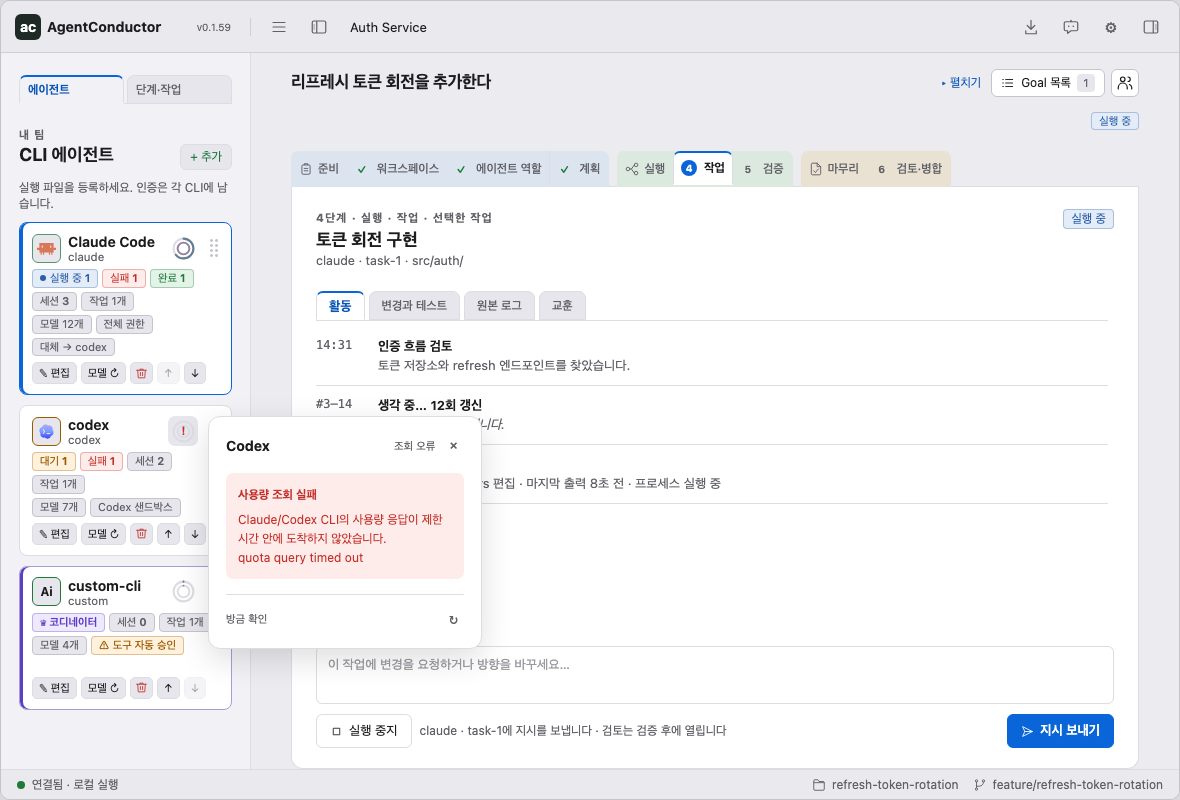 ac AgentConductor v0.1.59 Auth Service
에이전트 단계·작업
내 팀
CLI 에이전트 + 추가
실행 파일을 등록하세요. 인증은 각 CLI에 남
습니다.
Claude Code
claude
실행 중 1 실패 1 완료 1
세션 3 작업 1개
모델 12개 전체 권한
대체 → codex
✎ 편집 모델 ↻ ↑ ↓
codex
codex
!
대기 1 실패 1 세션 2
작업 1개
모델 7개 Codex 샌드박스
✎ 편집 모델 ↻ ↑ ↓
Ai custom-cli
custom
코디네이터 세션 0 작업 1개
모델 4개 ⚠ 도구 자동 승인
✎ 편집 모델 ↻ ↑ ↓
리프레시 토큰 회전을 추가한다
▸ 펼치기 Goal 목록 1
실행 중
준비 ✓ 워크스페이스 ✓ 에이전트 역할 ✓ 계획 실행 4 작업 5 검증 마무리 6 검토·병합
4단계 · 실행 · 작업 · 선택한 작업
실행 중
토큰 회전 구현
claude · task-1 · src/auth/
활동 변경과 테스트 원본 로그 교훈
14:31 인증 흐름 검토
토큰 저장소와 refresh 엔드포인트를 찾았습니다.
#3–14 생각 중… 12회 갱신
니다.
편집 · 마지막 출력 8초 전 · 프로세스 실행 중
Codex 조회 오류 ×
사용량 조회 실패
Claude/Codex CLI의 사용량 응답이 제한
시간 안에 도착하지 않았습니다.
quota query timed out
방금 확인 ↻
이 작업에 변경을 요청하거나 방향을 바꾸세요…
실행 중지 claude · task-1에 지시를 보냅니다 · 검토는 검증 후에 열립니다 지시 보내기
연결됨 · 로컬 실행 refresh-token-rotation feature/refresh-token-rotation